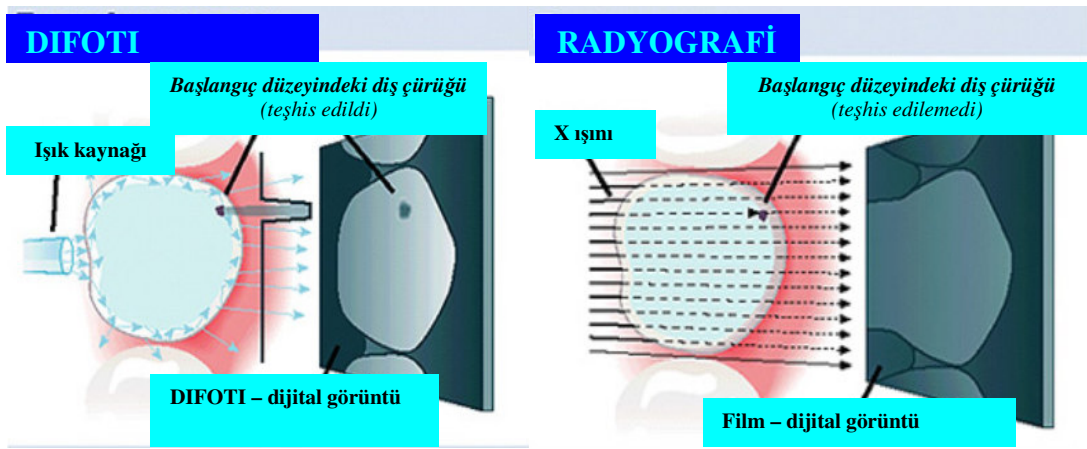 DIFOTI
Başlangıç düzeyindeki diş çürüğü
(teşhis edildi)
Işık kaynağı
DIFOTI – dijital görüntü
RADYOGRAFİ
Başlangıç düzeyindeki diş çürüğü
(teşhis edilemedi)
X ışını
Film – dijital görüntü